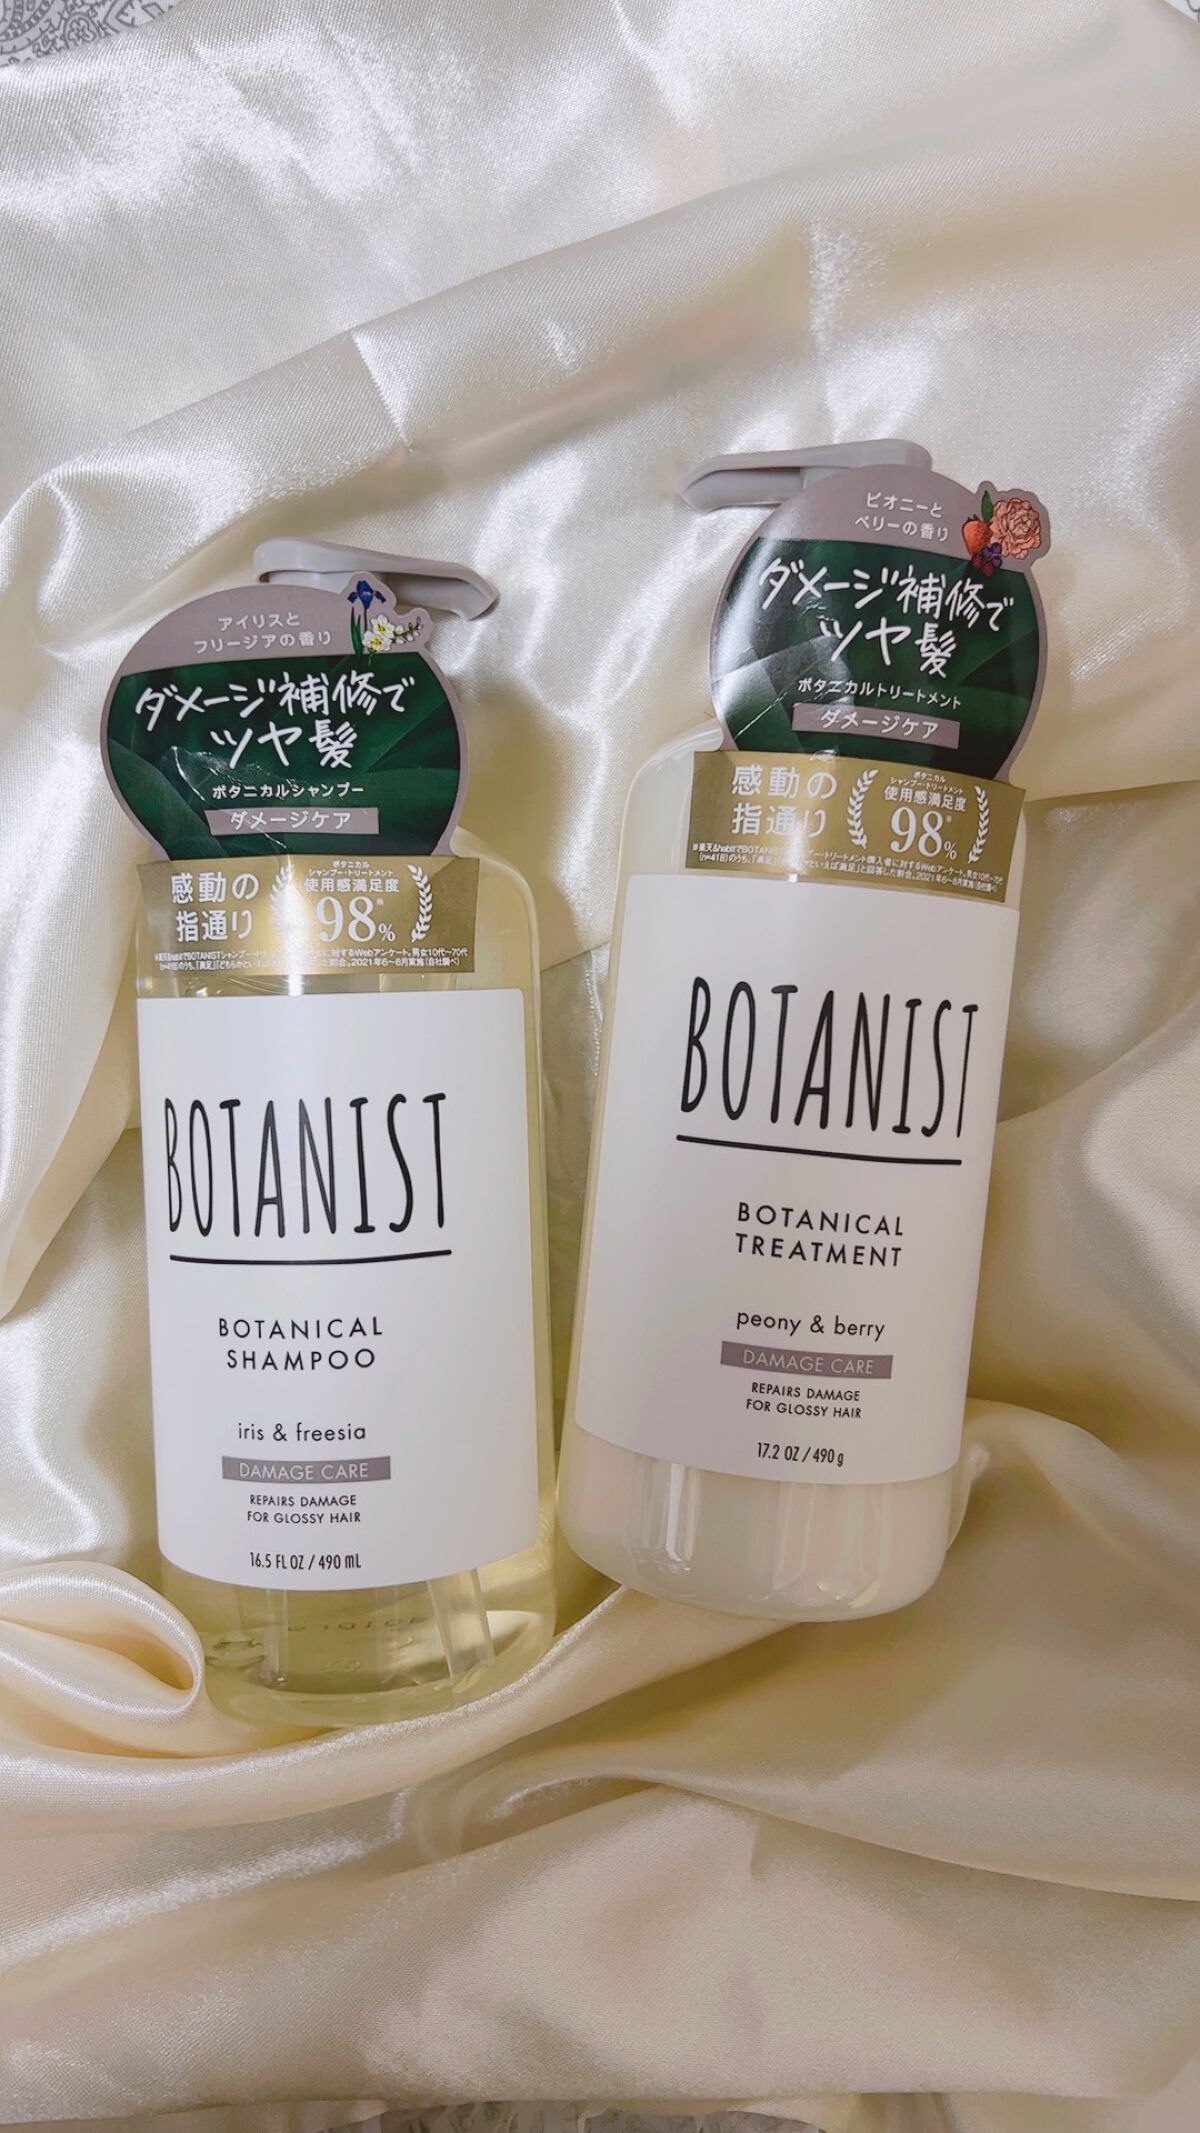 アイリスと
フリージアの香り
ダメージ補修で
ツヤ髪
ボタニカルシャンプー
ダメージケア
感動の
指通り
ボタニカル
シャンプー・トリートメント
使用感満足度
98%
BOTANIST
BOTANICAL
SHAMPOO
iris & freesia
DAMAGE CARE
REPAIRS DAMAGE
FOR GLOSSY HAIR
16.5 FL OZ / 490 mL
ピオニーと
ベリーの香り
ダメージ補修で
ツヤ髪
ボタニカルトリートメント
ダメージケア
感動の
指通り
ボタニカル
シャンプー・トリートメント
使用感満足度
98%
BOTANIST
BOTANICAL
TREATMENT
peony & berry
DAMAGE CARE
REPAIRS DAMAGE
FOR GLOSSY HAIR
17.2 OZ / 490 g